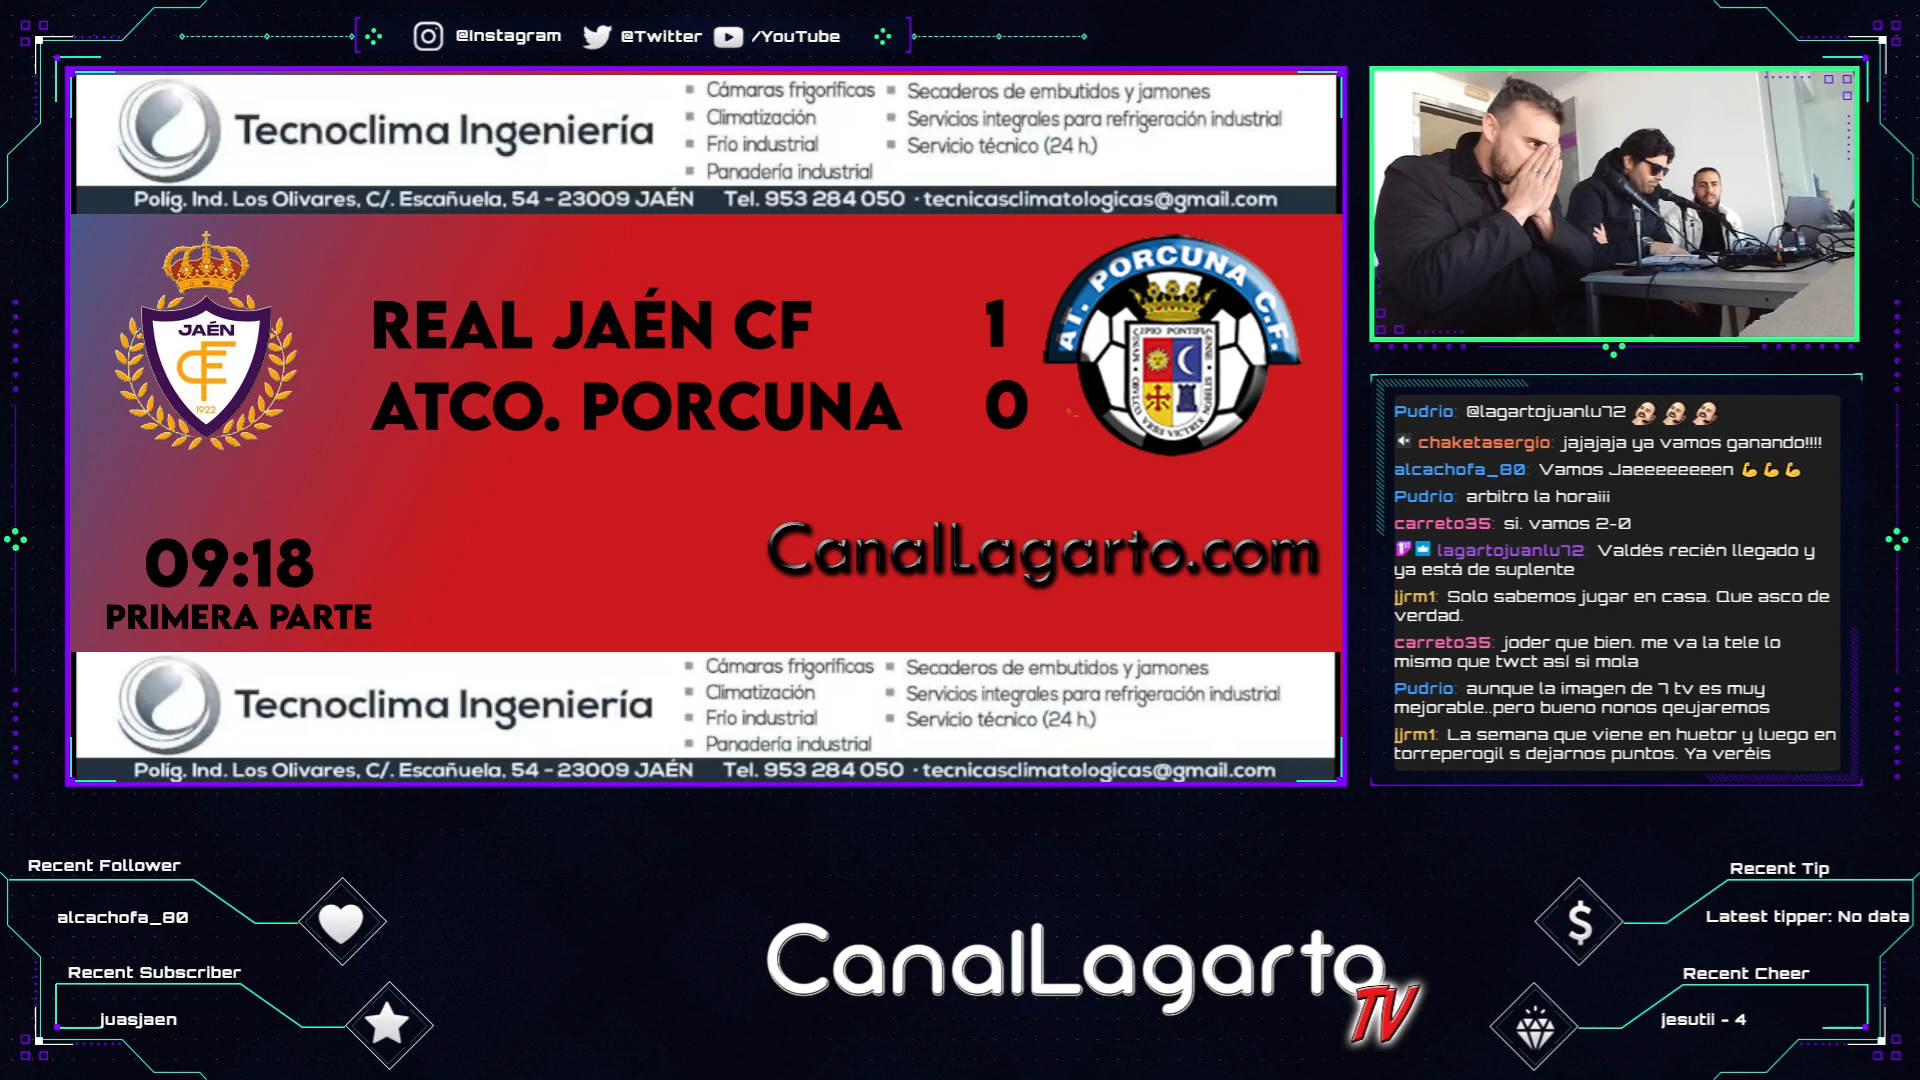 @Instagram @Twitter /YouTube
Tecnoclima Ingeniería
Cámaras frigoríficas
Climatización
Frío industrial
Panadería industrial
Secaderos de embutidos y jamones
Servicios integrales para refrigeración industrial
Servicio técnico (24 h.)
Políg. Ind. Los Olivares, C/. Escañuela, 54 - 23009 JAÉN Tel. 953 284 050 · tecnicasclimatologicas@gmail.com
JAÉN
CF
1922
REAL JAÉN CF 1
ATCO. PORCUNA 0
AT. PORCUNA C.F.
09:18
PRIMERA PARTE
CanalLagarto.com
Tecnoclima Ingeniería
Cámaras frigoríficas
Climatización
Frío industrial
Panadería industrial
Secaderos de embutidos y jamones
Servicios integrales para refrigeración industrial
Servicio técnico (24 h.)
Políg. Ind. Los Olivares, C/. Escañuela, 54 - 23009 JAÉN Tel. 953 284 050 · tecnicasclimatologicas@gmail.com
Pudrio: @lagartojuanlu72
chaketasergio: jajajaja ya vamos ganando!!!!
alcachofa_80: Vamos Jaeeeeeeeen 💪💪💪
Pudrio: arbitro la horaiii
carreto35: si. vamos 2-0
lagartojuanlu72: Valdés recién llegado y
ya está de suplente
jjrm1: Solo sabemos jugar en casa. Que asco de
verdad.
carreto35: joder que bien. me va la tele lo
mismo que twct así si mola
Pudrio: aunque la imagen de 7 tv es muy
mejorable..pero bueno nonos qeujaremos
jjrm1: La semana que viene en huetor y luego en
torreperogil s dejarnos puntos. Ya veréis
Recent Follower
alcachofa_80
Recent Subscriber
juasjaen
CanalLagarto
TV
Recent Tip
$
Latest tipper: No data
Recent Cheer
jesutii - 4